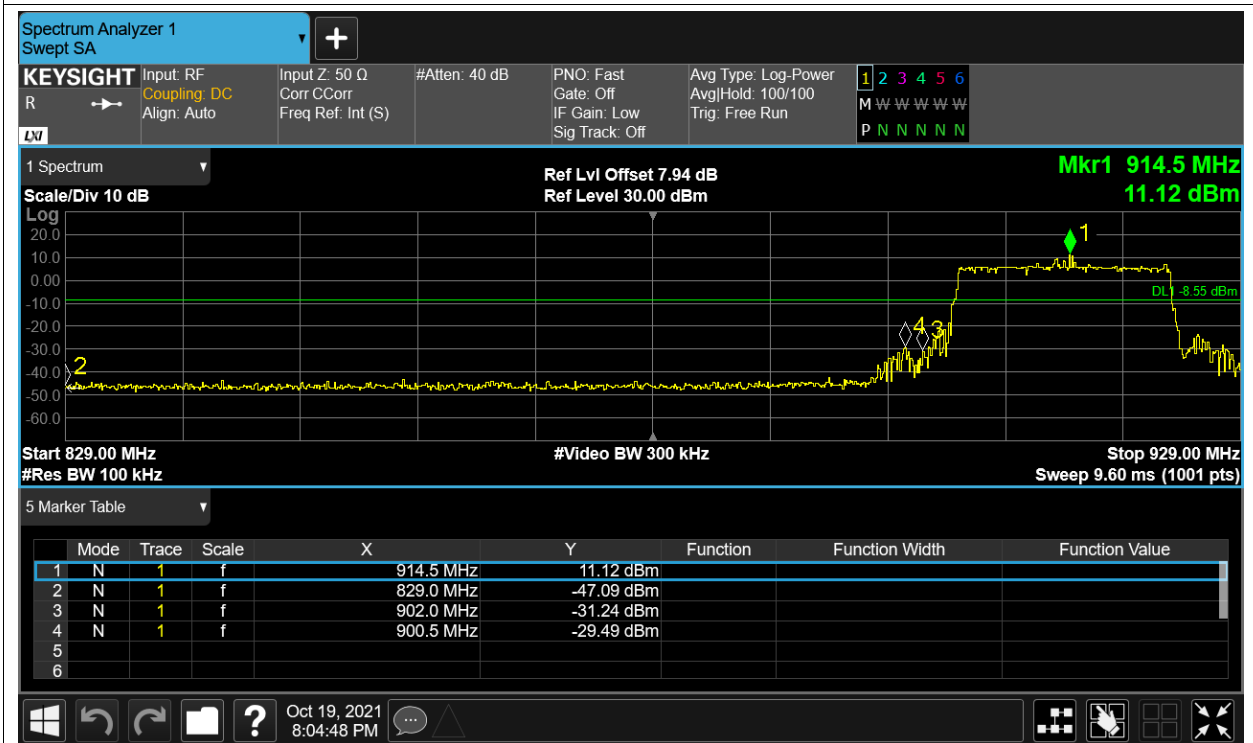 Spectrum Analyzer 1
Swept SA
KEYSIGHT Input: RF Input Z: 50 Ω #Atten: 40 dB PNO: Fast Avg Type: Log-Power 1 2 3 4 5 6
R Coupling: DC Corr CCorr Gate: Off Avg|Hold: 100/100 M W W W W W W
Align: Auto Freq Ref: Int (S) IF Gain: Low Trig: Free Run
LXI Sig Track: Off P N N N N N N
1 Spectrum Ref Lvl Offset 7.94 dB Mkr1 914.5 MHz
Scale/Div 10 dB Ref Level 30.00 dBm 11.12 dBm
Log
20.0 1
10.0
0.00
-10.0 DL1 -8.55 dBm
-20.0 4 3
-30.0
-40.0 2
-50.0
-60.0
Start 829.00 MHz #Video BW 300 kHz Stop 929.00 MHz
#Res BW 100 kHz Sweep 9.60 ms (1001 pts)
5 Marker Table
Mode Trace Scale X Y Function Function Width Function Value
1 N 1 f 914.5 MHz 11.12 dBm
2 N 1 f 829.0 MHz -47.09 dBm
3 N 1 f 902.0 MHz -31.24 dBm
4 N 1 f 900.5 MHz -29.49 dBm
5
6
? Oct 19, 2021
8:04:48 PM